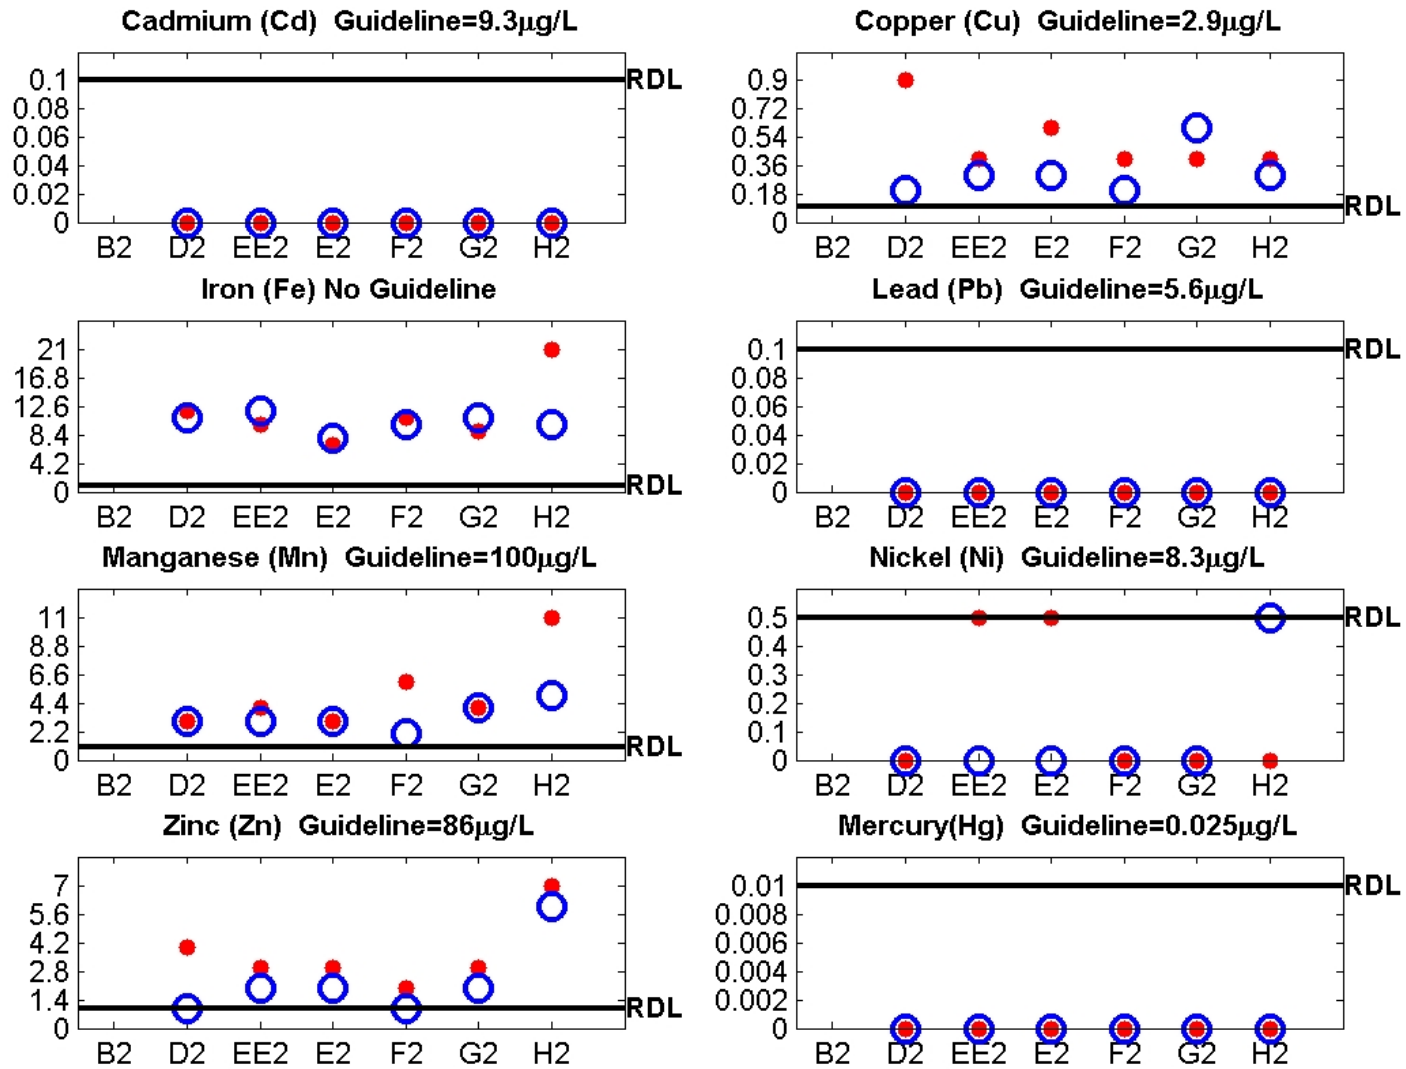 Cadmium (Cd)  Guideline=9.3μg/L
0.1
0.08
0.06
0.04
0.02
0
RDL
B2 D2 EE2 E2 F2 G2 H2
Copper (Cu)  Guideline=2.9μg/L
0.9
0.72
0.54
0.36
0.18
0
RDL
B2 D2 EE2 E2 F2 G2 H2
Iron (Fe) No Guideline
21
16.8
12.6
8.4
4.2
0
RDL
B2 D2 EE2 E2 F2 G2 H2
Lead (Pb)  Guideline=5.6μg/L
0.1
0.08
0.06
0.04
0.02
0
RDL
B2 D2 EE2 E2 F2 G2 H2
Manganese (Mn)  Guideline=100μg/L
11
8.8
6.6
4.4
2.2
0
RDL
B2 D2 EE2 E2 F2 G2 H2
Nickel (Ni)  Guideline=8.3μg/L
0.5
0.4
0.3
0.2
0.1
0
RDL
B2 D2 EE2 E2 F2 G2 H2
Zinc (Zn)  Guideline=86μg/L
7
5.6
4.2
2.8
1.4
0
RDL
B2 D2 EE2 E2 F2 G2 H2
Mercury(Hg)  Guideline=0.025μg/L
0.01
0.008
0.006
0.004
0.002
0
RDL
B2 D2 EE2 E2 F2 G2 H2